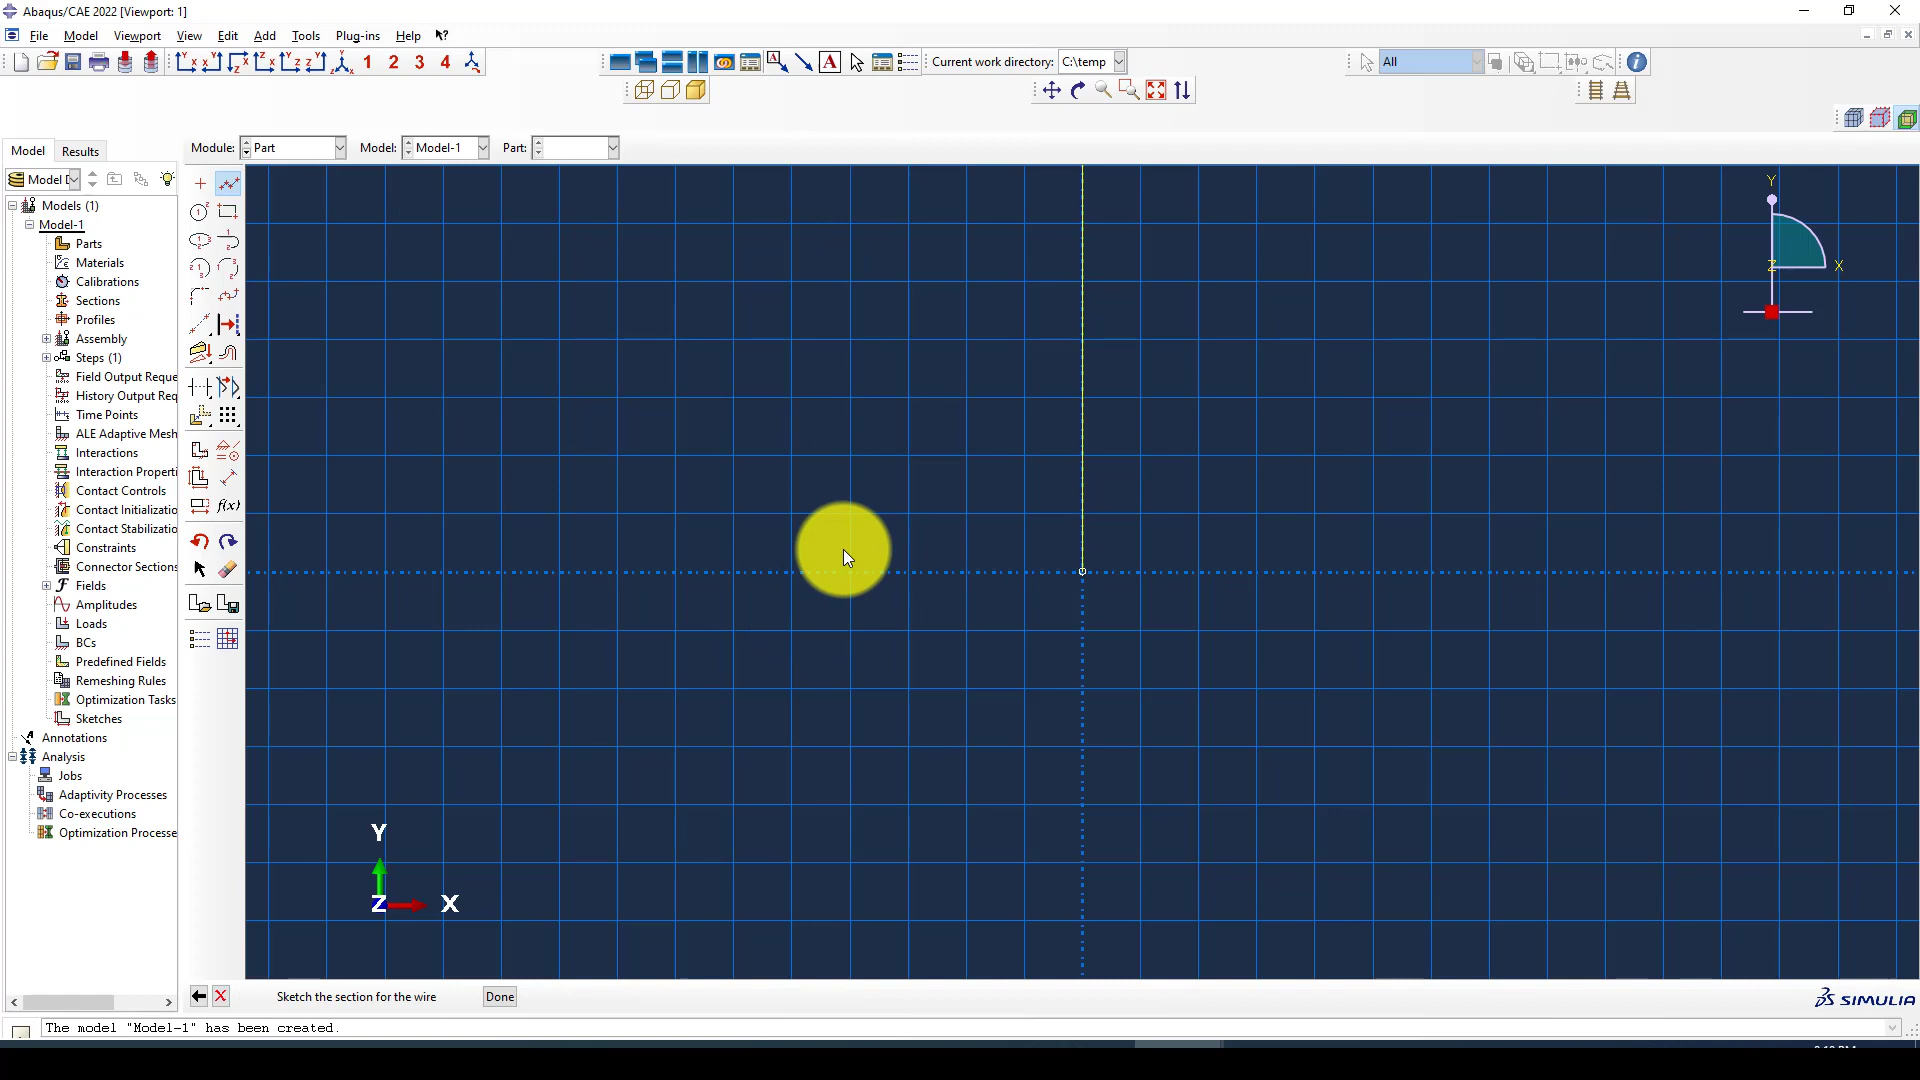 Abaqus/CAE 2022 [Viewport: 1]
File Model Viewport View Edit Add Tools Plug-ins Help
1 2 3 4 A Current work directory: C:\temp All i
Model Results Module: Part Model: Model-1 Part:
Model D
Models (1)
Model-1
Parts
Materials
Calibrations
Sections
Profiles
Assembly
Steps (1)
Field Output Reque
History Output Req
Time Points
ALE Adaptive Mesh
Interactions
Interaction Properti
Contact Controls
Contact Initializatio
Contact Stabilizatio
Constraints
Connector Sections
Fields
Amplitudes
Loads
BCs
Predefined Fields
Remeshing Rules
Optimization Tasks
Sketches
Annotations
Analysis
Jobs
Adaptivity Processes
Co-executions
Optimization Processe
f(x)
Y
Z X
Y
Z X
Sketch the section for the wire Done
SIMULIA
The model "Model-1" has been created.